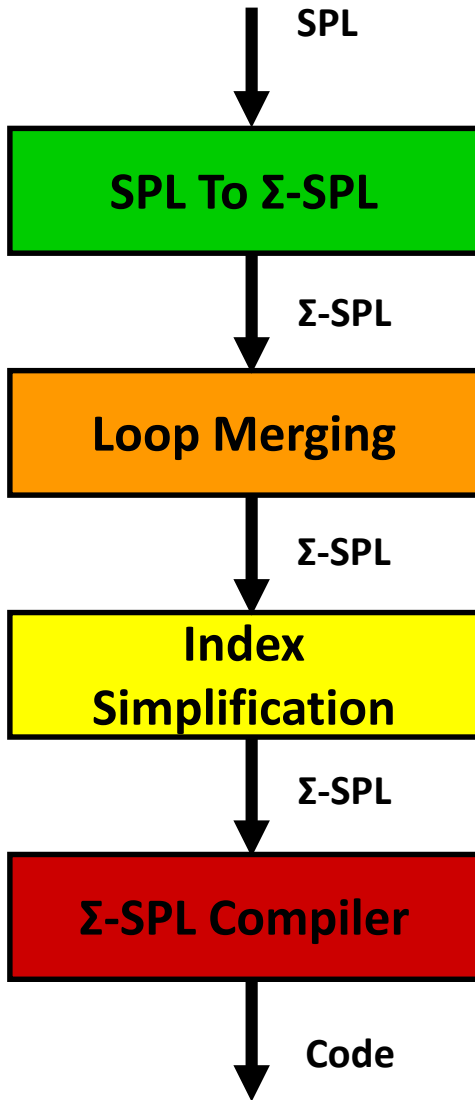 SPL
SPL To Σ-SPL
Σ-SPL
Loop Merging
Σ-SPL
Index
Simplification
Σ-SPL
Σ-SPL Compiler
Code